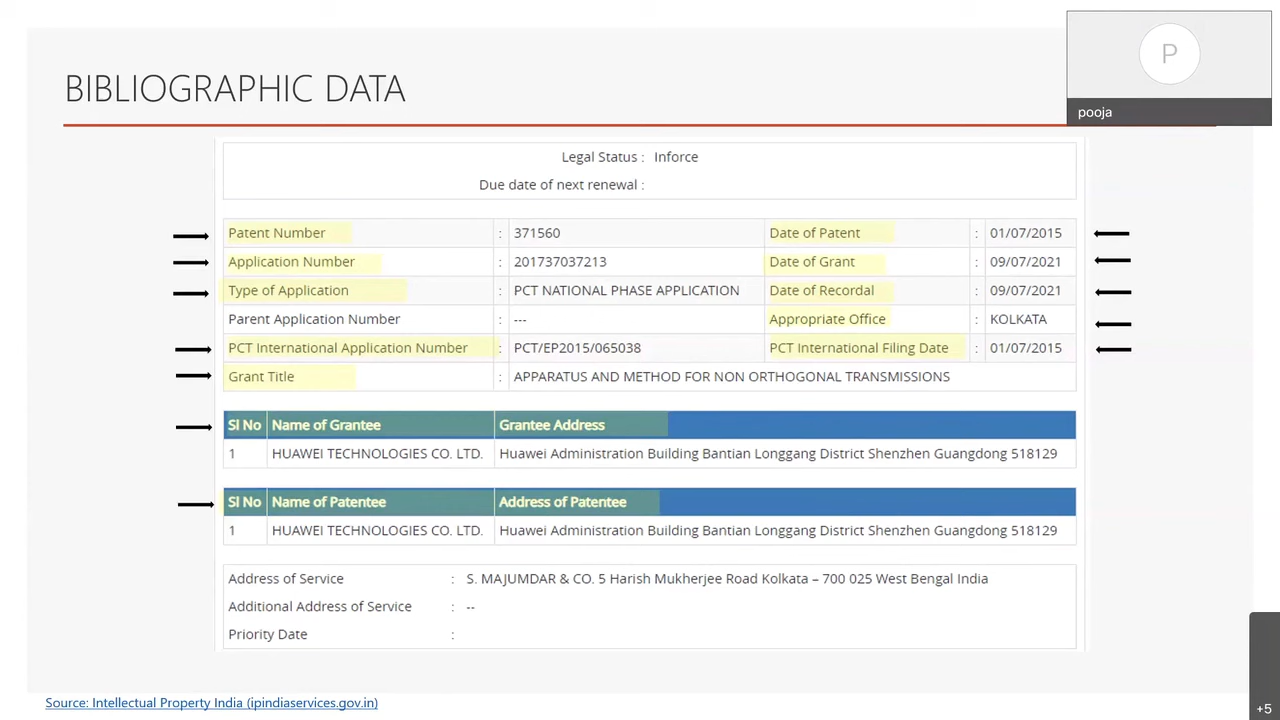 P
pooja
BIBLIOGRAPHIC DATA
Legal Status : Inforce
Due date of next renewal :
Patent Number : 371560 Date of Patent : 01/07/2015
Application Number : 201737037213 Date of Grant : 09/07/2021
Type of Application : PCT NATIONAL PHASE APPLICATION Date of Recordal : 09/07/2021
Parent Application Number : --- Appropriate Office : KOLKATA
PCT International Application Number : PCT/EP2015/065038 PCT International Filing Date : 01/07/2015
Grant Title : APPARATUS AND METHOD FOR NON ORTHOGONAL TRANSMISSIONS
Sl No Name of Grantee Grantee Address
1 HUAWEI TECHNOLOGIES CO. LTD. Huawei Administration Building Bantian Longgang District Shenzhen Guangdong 518129
Sl No Name of Patentee Address of Patentee
1 HUAWEI TECHNOLOGIES CO. LTD. Huawei Administration Building Bantian Longgang District Shenzhen Guangdong 518129
Address of Service : S. MAJUMDAR & CO. 5 Harish Mukherjee Road Kolkata – 700 025 West Bengal India
Additional Address of Service : --
Priority Date :
Source: Intellectual Property India (ipindiaservices.gov.in)
+5